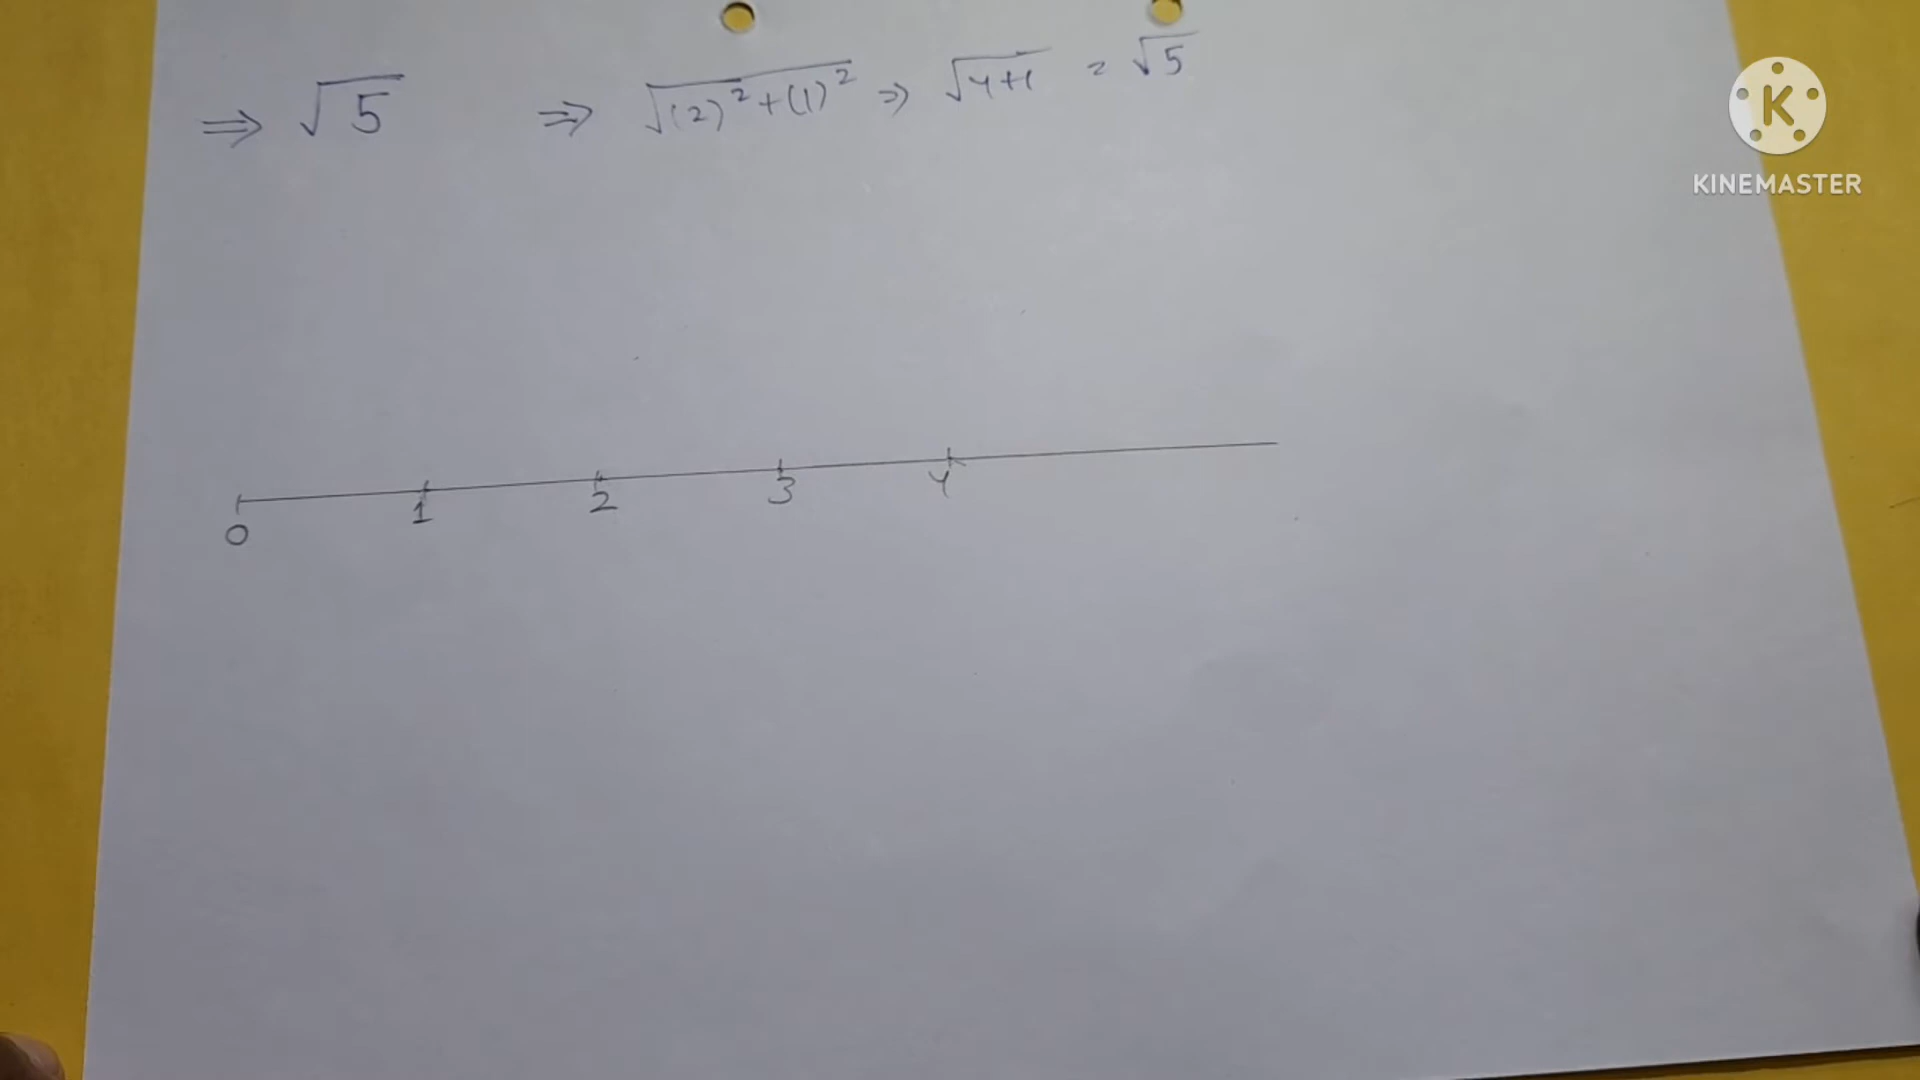 ⇒ √5 ⇒ √(2)²+(1)² ⇒ √4+1 = √5
KINEMASTER
0 1 2 3 4